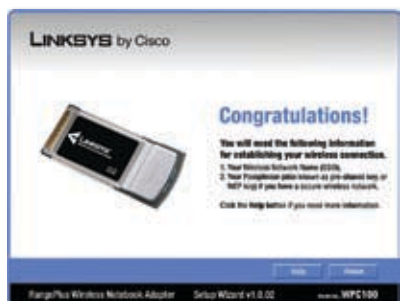 LINKSYS by Cisco
LINKSYS
Congratulations!
You will need the following information
for establishing your wireless connection.
1. Your Wireless Network Name (SSID).
2. Your Passphrase (also known as pre-shared key or
WEP key) if you have a secure wireless network.
Click the Help button if you need more information.
Help
RangePlus Wireless Notebook Adapter Setup Wizard v1.0.02 WPC100